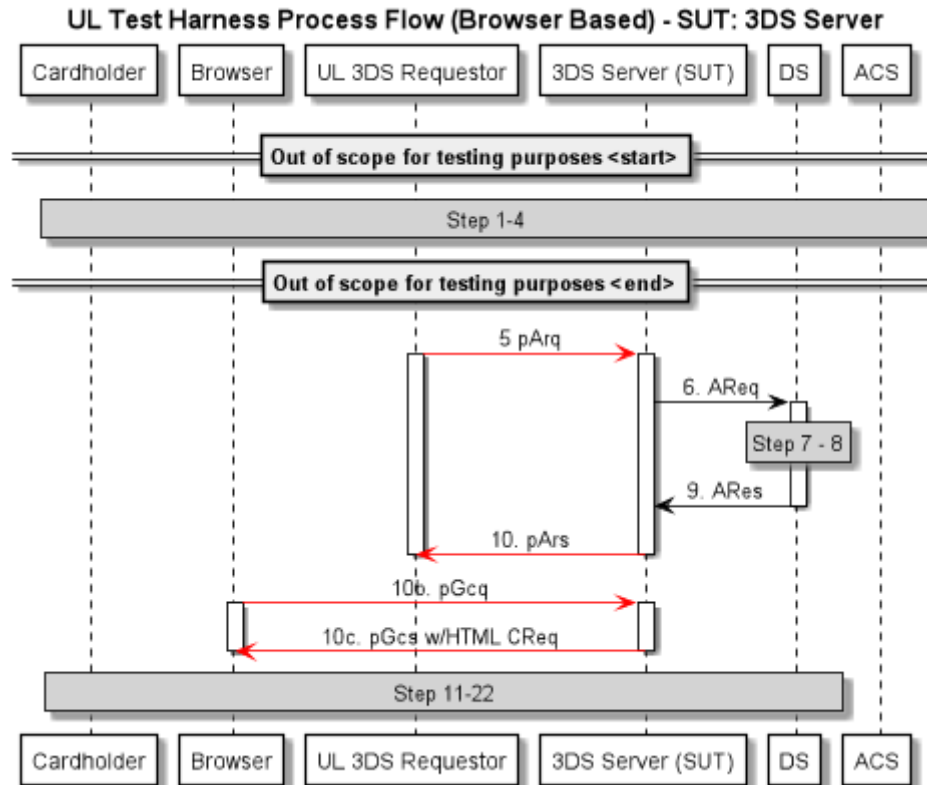 UL Test Harness Process Flow (Browser Based) - SUT: 3DS Server
Cardholder Browser UL 3DS Requestor 3DS Server (SUT) DS ACS
Out of scope for testing purposes <start>
Step 1-4
Out of scope for testing purposes <end>
5 pArq
6. AReq
Step 7 - 8
9. ARes
10. pArs
10b. pGcq
10c. pGcs w/HTML CReq
Step 11-22
Cardholder Browser UL 3DS Requestor 3DS Server (SUT) DS ACS